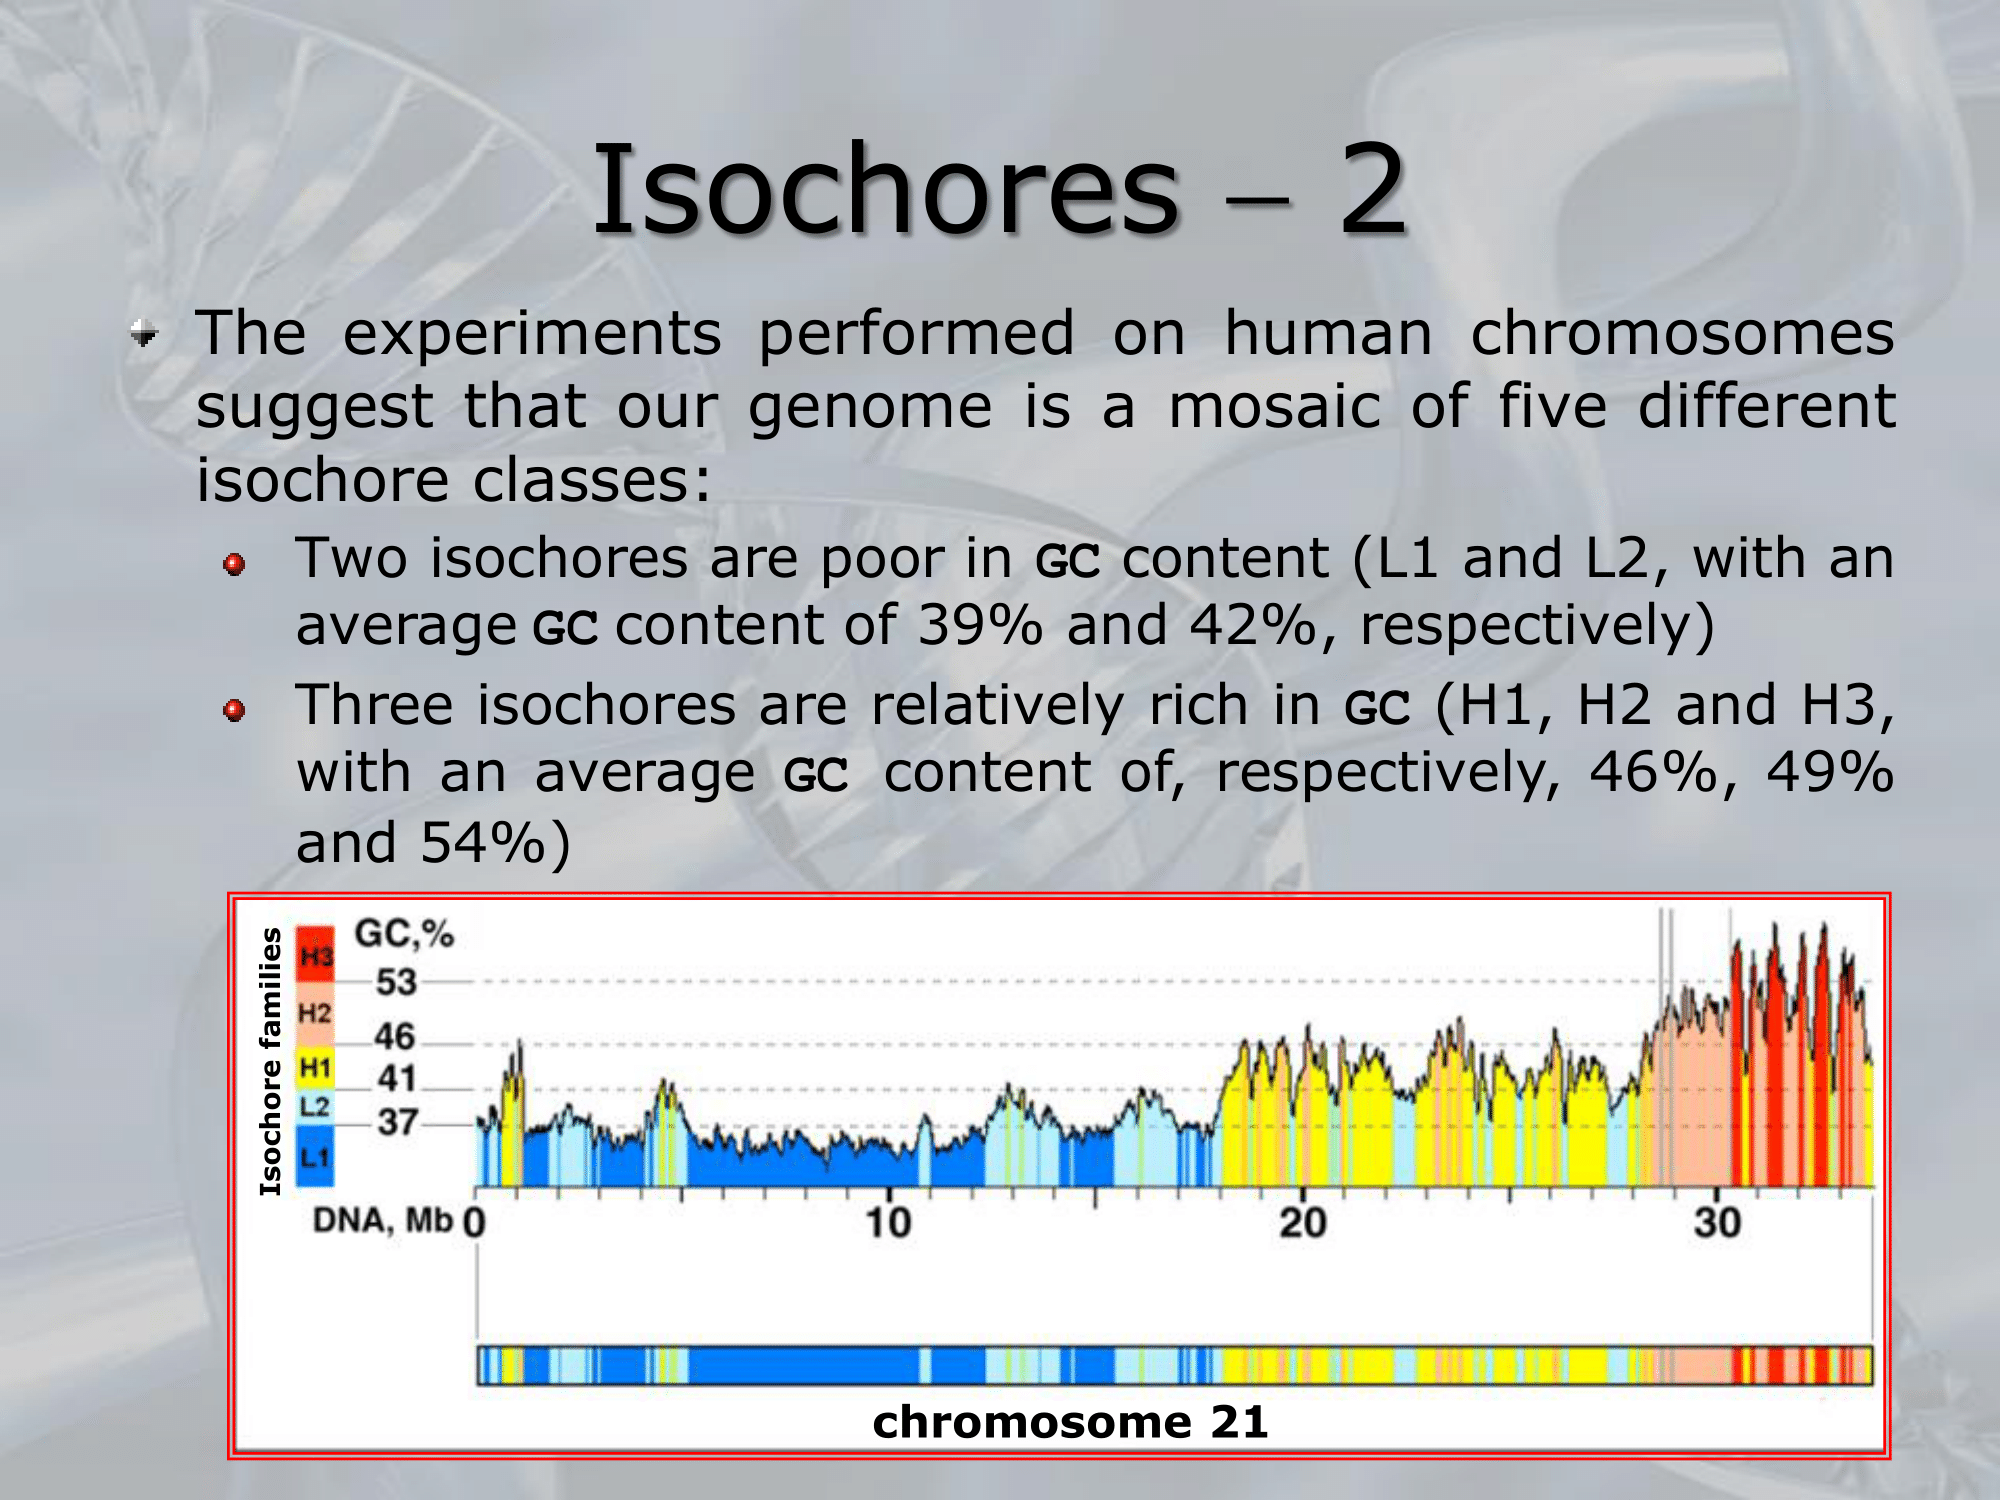 Isochores – 2
The experiments performed on human chromosomes
suggest that our genome is a mosaic of five different
isochore classes:
Two isochores are poor in GC content (L1 and L2, with an
average GC content of 39% and 42%, respectively)
Three isochores are relatively rich in GC (H1, H2 and H3,
with an average GC content of, respectively, 46%, 49%
and 54%)
Isochore families
GC,%
H3
53
H2
46
H1
41
L2
37
L1
DNA, Mb 0 10 20 30
chromosome 21